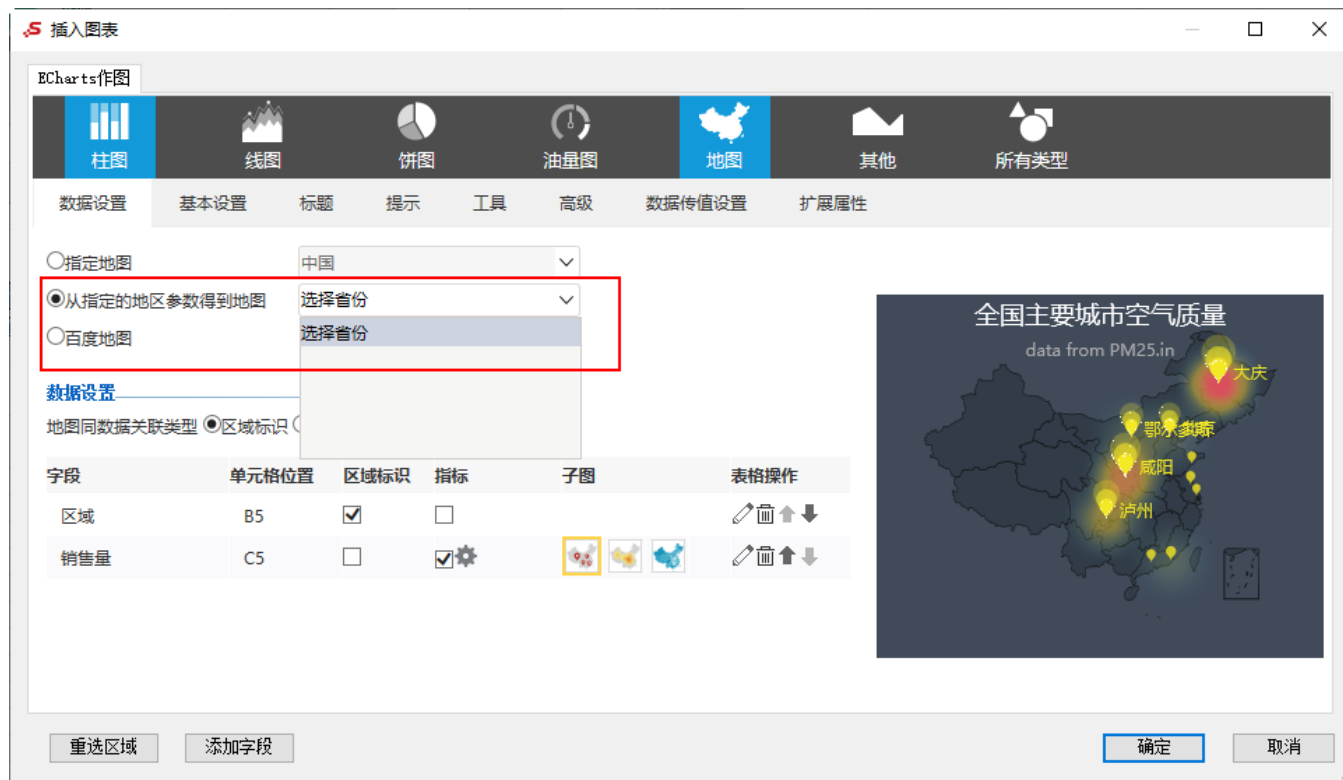 插入图表
ECharts作图
柱图 线图 饼图 油量图 地图 其他 所有类型
数据设置 基本设置 标题 提示 工具 高级 数据传值设置 扩展属性
指定地图 中国
从指定的地区参数得到地图 选择省份
百度地图 选择省份
数据设置
地图同数据关联类型 区域标识
字段 单元格位置 区域标识 指标 子图 表格操作
区域 B5
销售量 C5
全国主要城市空气质量
data from PM25.in
大庆
鄂尔多斯
北京
咸阳
泸州
重选区域 添加字段 确定 取消